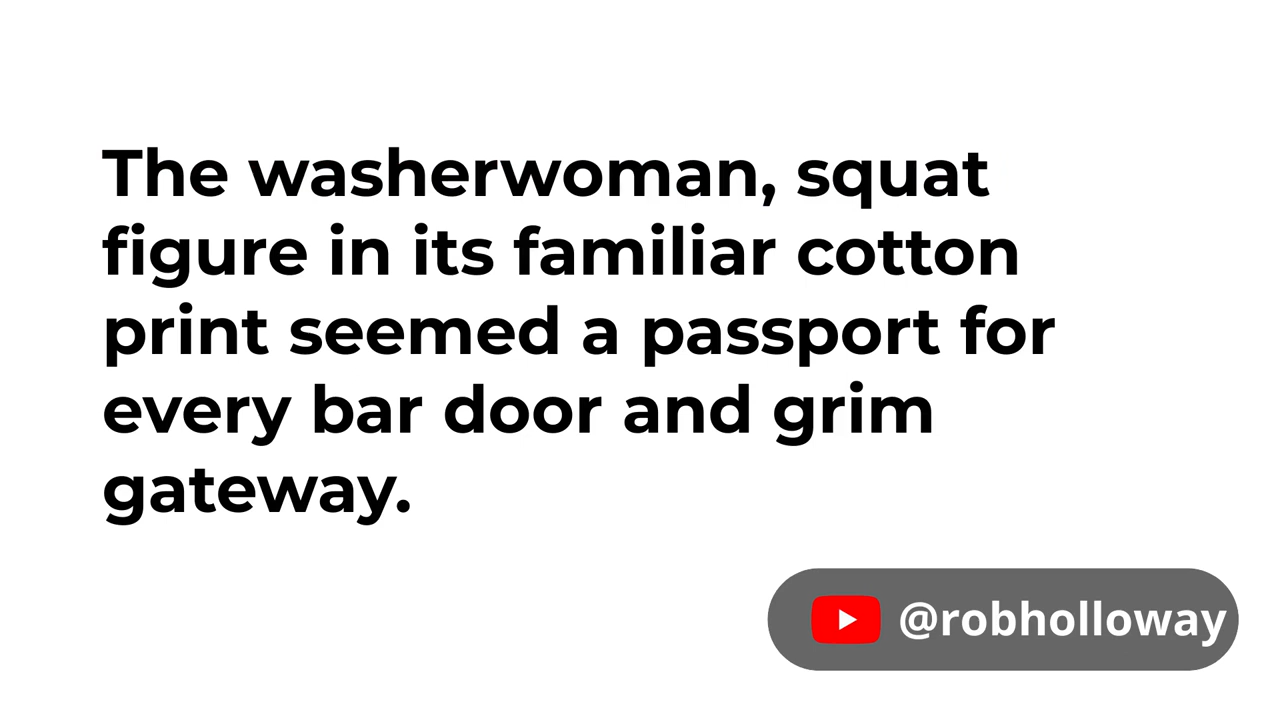 The washerwoman, squat
figure in its familiar cotton
print seemed a passport for
every bar door and grim
gateway.
@robholloway